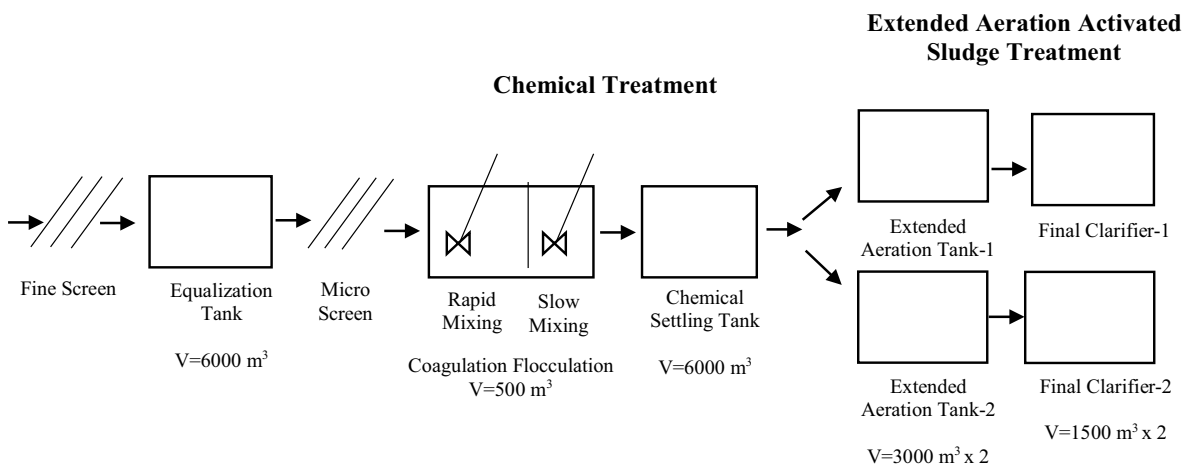 Extended Aeration Activated
Sludge Treatment
Chemical Treatment
Fine Screen
Equalization
Tank
V=6000 m³
Micro
Screen
Rapid
Mixing
Slow
Mixing
Coagulation Flocculation
V=500 m³
Chemical
Settling Tank
V=6000 m³
Extended
Aeration Tank-1
Final Clarifier-1
Extended
Aeration Tank-2
V=3000 m³ x 2
Final Clarifier-2
V=1500 m³ x 2